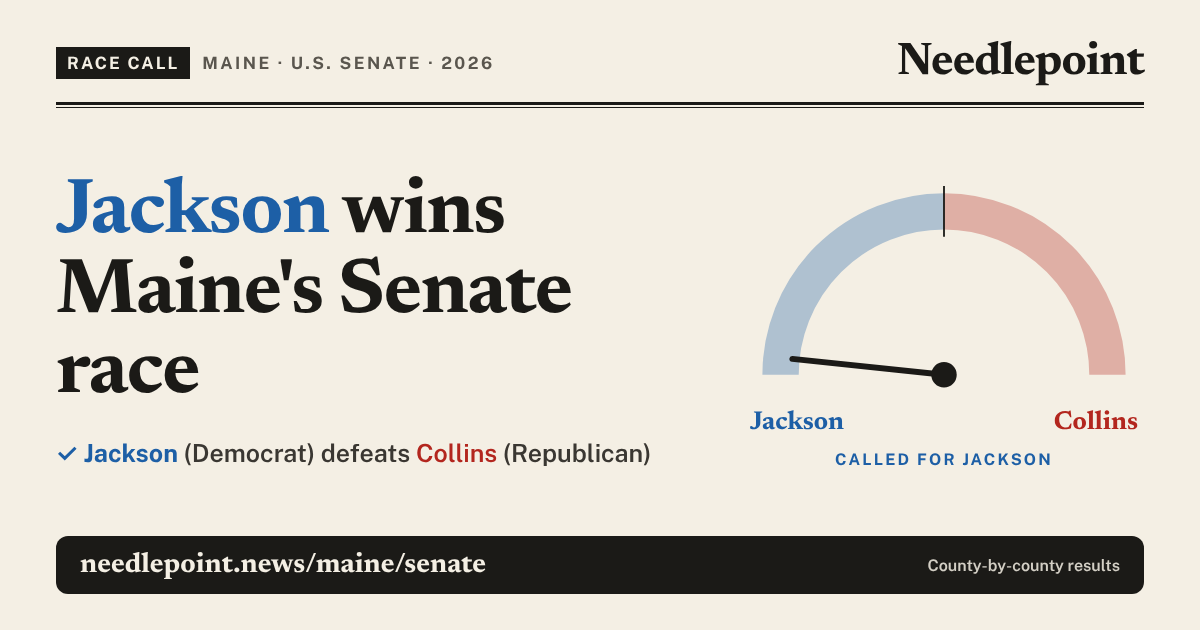 RACE CALL MAINE · U.S. SENATE · 2026
Needlepoint
Jackson wins
Maine's Senate
race
✓ Jackson (Democrat) defeats Collins (Republican)
Jackson
Collins
CALLED FOR JACKSON
needlepoint.news/maine/senate
County-by-county results